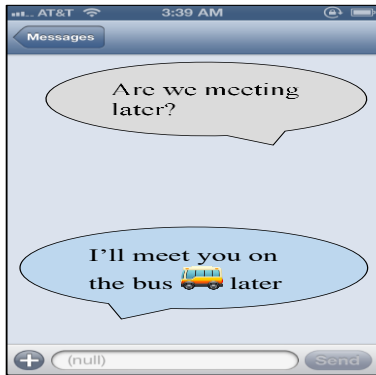 AT&T 3:39 AM
Messages
Are we meeting
later?
I'll meet you on
the bus 🚌 later
(null)
Send